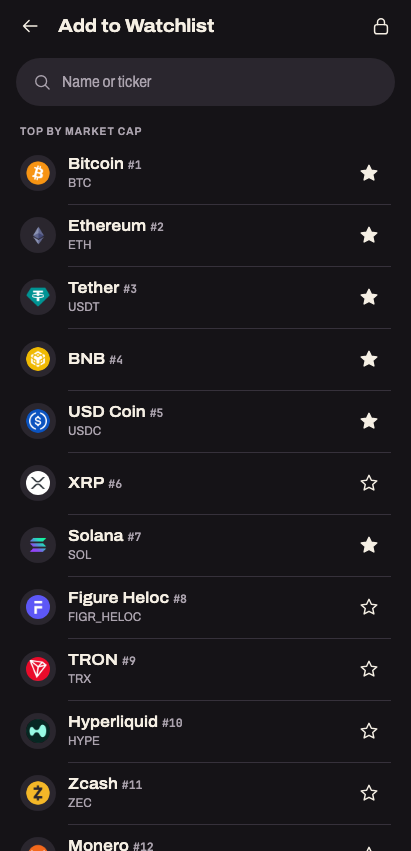 Add to Watchlist
Name or ticker
TOP BY MARKET CAP
Bitcoin #1
BTC
Ethereum #2
ETH
Tether #3
USDT
BNB #4
USD Coin #5
USDC
XRP #6
Solana #7
SOL
Figure Heloc #8
FIGR_HELOC
TRON #9
TRX
Hyperliquid #10
HYPE
Zcash #11
ZEC
Monero #12